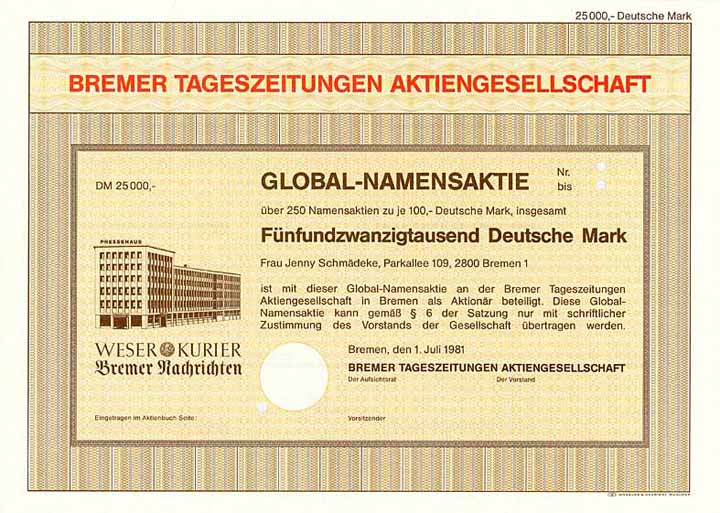 25000,- Deutsche Mark
BREMER TAGESZEITUNGEN AKTIENGESELLSCHAFT
DM 25000,-
GLOBAL-NAMENSAKTIE
Nr.
bis
über 250 Namensaktien zu je 100,- Deutsche Mark, insgesamt
Fünfundzwanzigtausend Deutsche Mark
Frau Jenny Schmädeke, Parkallee 109, 2800 Bremen 1
ist mit dieser Global-Namensaktie an der Bremer Tageszeitungen
Aktiengesellschaft in Bremen als Aktionär beteiligt. Diese Global-
Namensaktie kann gemäß § 6 der Satzung nur mit schriftlicher
Zustimmung des Vorstands der Gesellschaft übertragen werden.
PRESSEHAUS
WESER KURIER
Bremer Nachrichten
Bremen, den 1. Juli 1981
BREMER TAGESZEITUNGEN AKTIENGESELLSCHAFT
Der Aufsichtsrat
Der Vorstand
Eingetragen im Aktienbuch Seite:
Vorsitzender